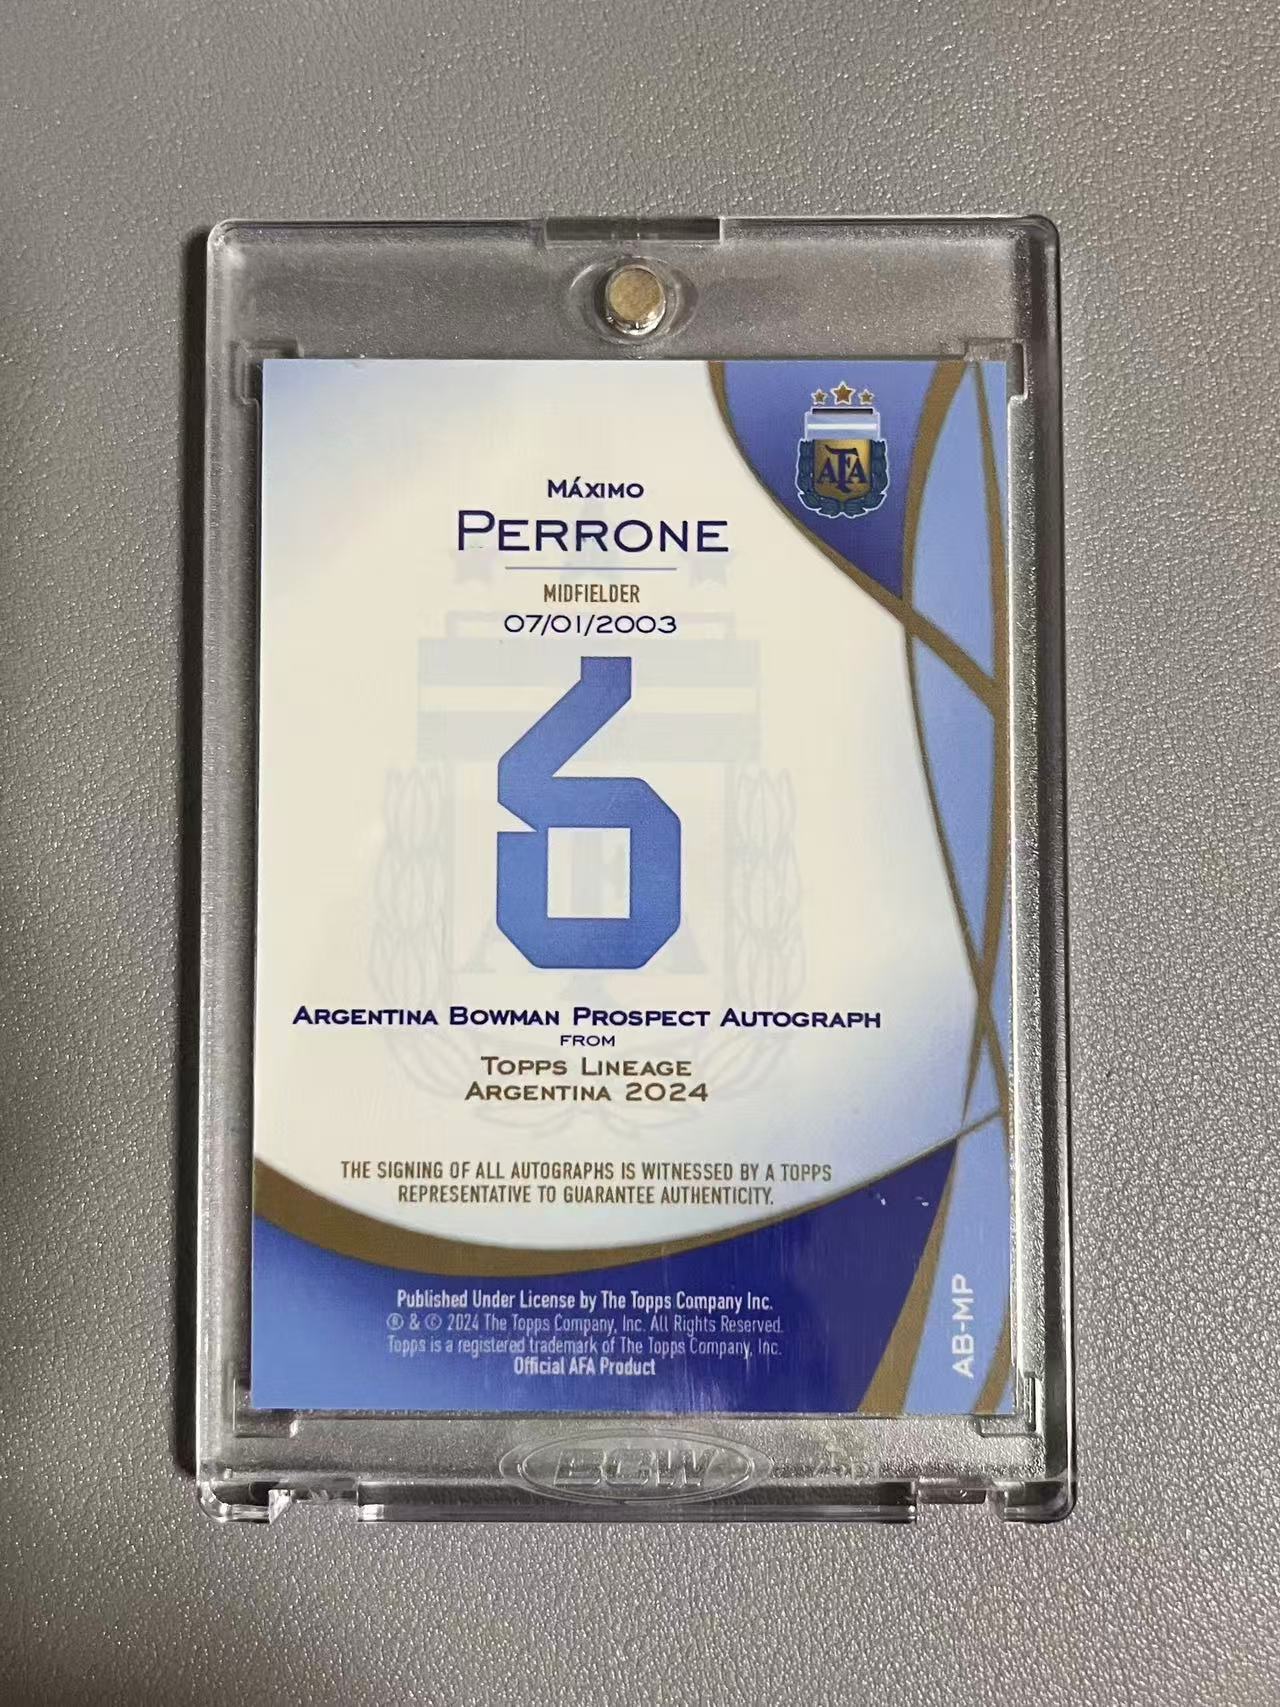 AFA
MÁXIMO
PERRONE
MIDFIELDER
07/01/2003
6
ARGENTINA BOWMAN PROSPECT AUTOGRAPH
FROM
TOPPS LINEAGE
ARGENTINA 2024
THE SIGNING OF ALL AUTOGRAPHS IS WITNESSED BY A TOPPS
REPRESENTATIVE TO GUARANTEE AUTHENTICITY.
Published Under License by The Topps Company Inc.
® & © 2024 The Topps Company, Inc. All Rights Reserved.
Topps is a registered trademark of The Topps Company, Inc.
Official AFA Product
AB-MP
BCW